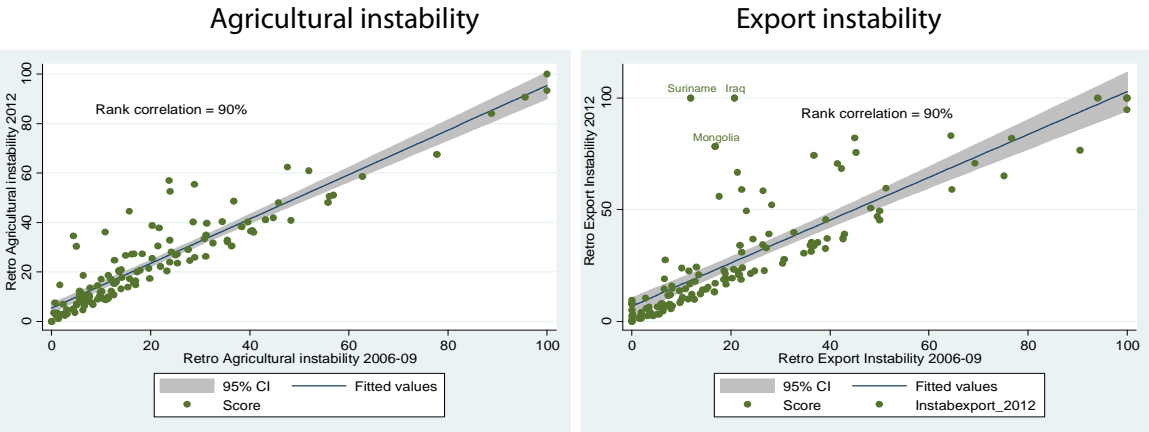 Agricultural instability
Rank correlation = 90%
Retro Agricultural instability 2012
0 20 40 60 80 100
0 20 40 60 80 100
Retro Agricultural instability 2006-09
95% CI Fitted values
Score
Export instability
Suriname Iraq
Rank correlation = 90%
Mongolia
Retro Export Instability 2012
0 50 100
0 20 40 60 80 100
Retro Export Instability 2006-09
95% CI Fitted values
Score Instabexport_2012